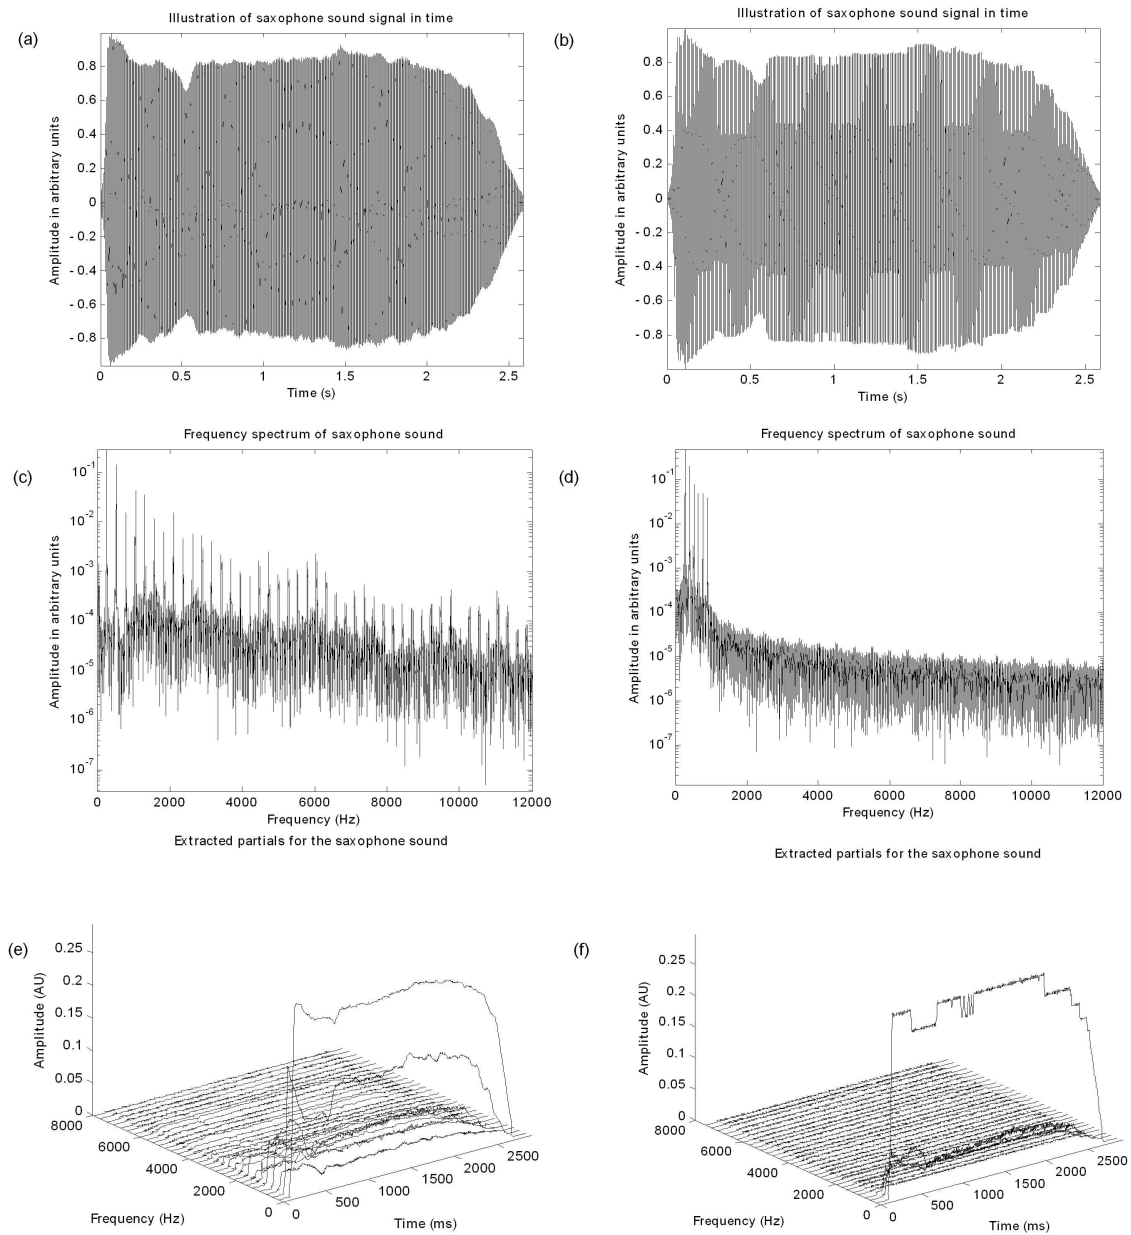 Illustration of saxophone sound signal in time
(a)
Amplitude in arbitrary units
0.8
0.6
0.4
0.2
0
- 0.2
- 0.4
- 0.6
- 0.8
0 0.5 1 1.5 2 2.5
Time (s)
Illustration of saxophone sound signal in time
(b)
Amplitude in arbitrary units
0.8
0.6
0.4
0.2
0
- 0.2
- 0.4
- 0.6
- 0.8
0 0.5 1 1.5 2 2.5
Time (s)
Frequency spectrum of saxophone sound
(c)
Amplitude in arbitrary units
10-1
10-2
10-3
10-4
10-5
10-6
10-7
0 2000 4000 6000 8000 10000 12000
Frequency (Hz)
Frequency spectrum of saxophone sound
(d)
Amplitude in arbitrary units
10-1
10-2
10-3
10-4
10-5
10-6
10-7
0 2000 4000 6000 8000 10000 12000
Frequency (Hz)
Extracted partials for the saxophone sound
(e)
Amplitude (AU)
0.25
0.2
0.15
0.1
0.05
0
8000 6000 4000 2000 0
Frequency (Hz)
0 500 1000 1500 2000 2500
Time (ms)
Extracted partials for the saxophone sound
(f)
Amplitude (AU)
0.25
0.2
0.15
0.1
0.05
0
8000 6000 4000 2000 0
Frequency (Hz)
0 500 1000 1500 2000 2500
Time (ms)